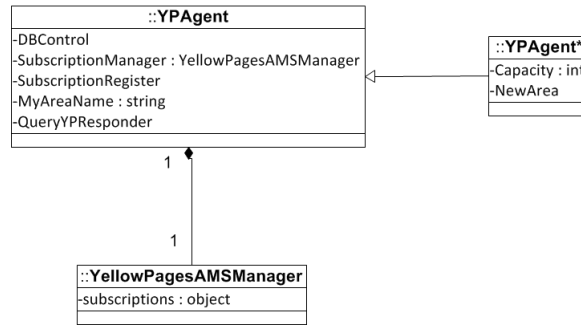 ::YPAgent
-DBControl
-SubscriptionManager : YellowPagesAMSManager
-SubscriptionRegister
-MyAreaName : string
-QueryYPResponder
::YPAgent*
-Capacity : int
-NewArea
1
1
::YellowPagesAMSManager
-subscriptions : object